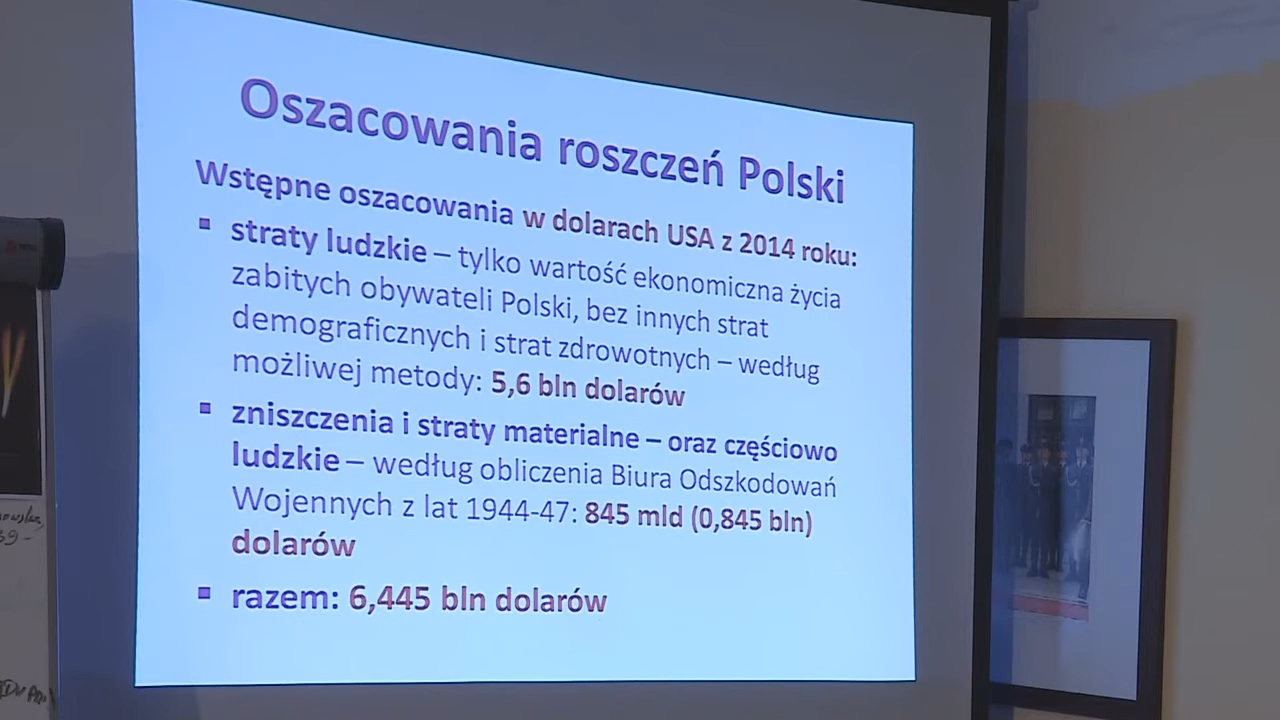 Oszacowania roszczeń Polski
Wstępne oszacowania w dolarach USA z 2014 roku:
▪ straty ludzkie – tylko wartość ekonomiczna życia
zabitych obywateli Polski, bez innych strat
demograficznych i strat zdrowotnych – według
możliwej metody: 5,6 bln dolarów
▪ zniszczenia i straty materialne – oraz częściowo
ludzkie – według obliczenia Biura Odszkodowań
Wojennych z lat 1944-47: 845 mld (0,845 bln)
dolarów
▪ razem: 6,445 bln dolarów